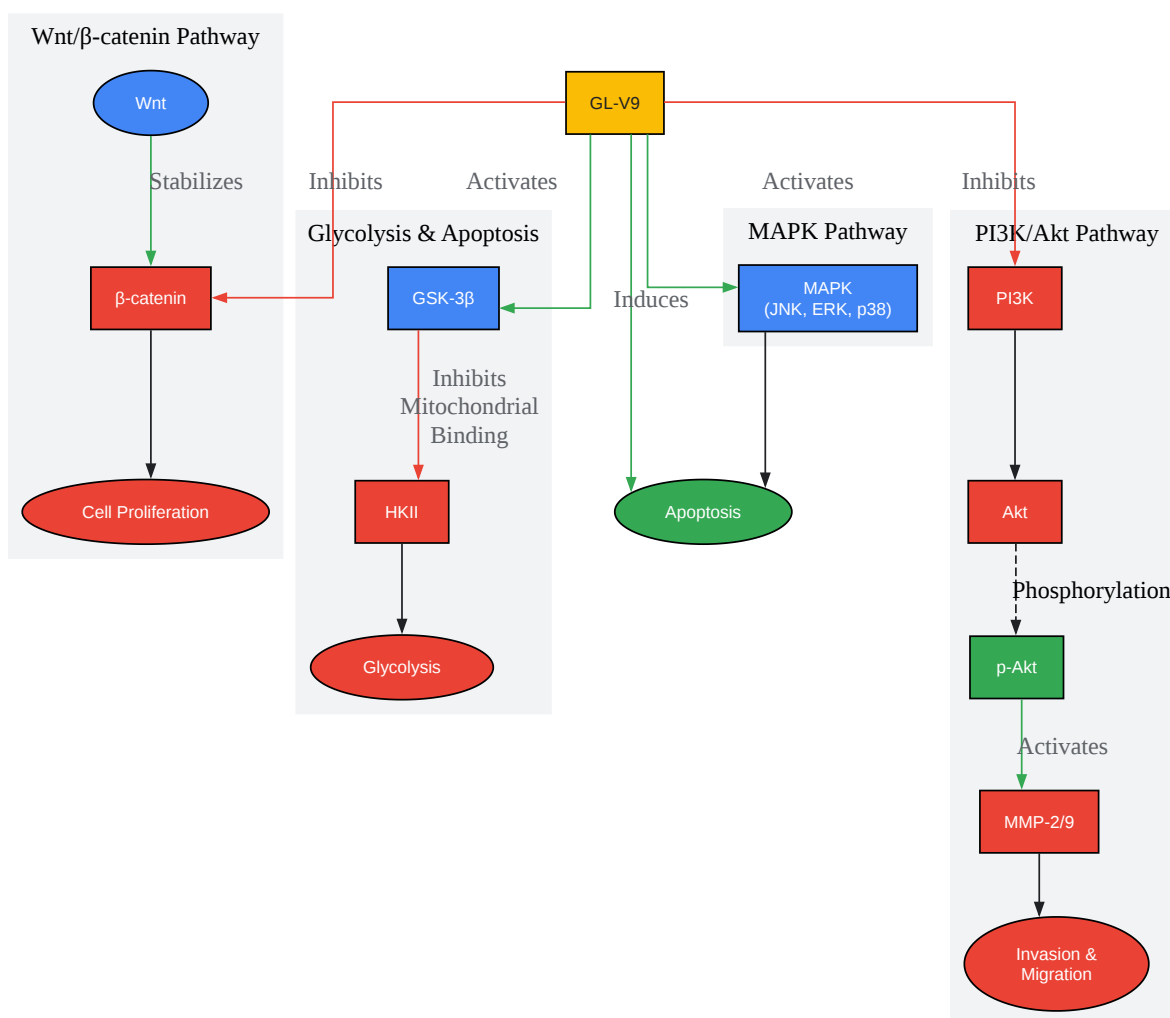 Wnt/β-catenin Pathway
Wnt
GL-V9
Stabilizes
Inhibits
Activates
Activates
Inhibits
Glycolysis & Apoptosis
MAPK Pathway
PI3K/Akt Pathway
β-catenin
GSK-3β
Induces
MAPK
(JNK, ERK, p38)
PI3K
Inhibits
Mitochondrial
Binding
Cell Proliferation
HKII
Apoptosis
Akt
Phosphorylation
Glycolysis
p-Akt
Activates
MMP-2/9
Invasion &
Migration